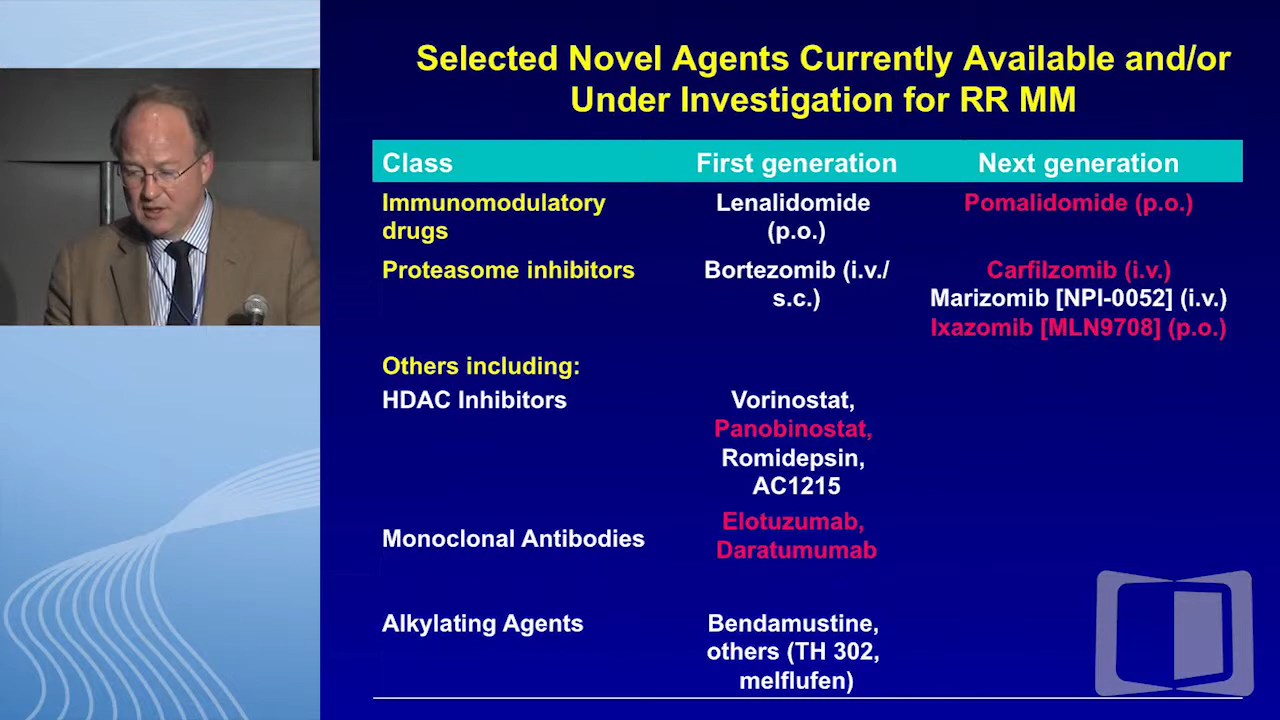 Selected Novel Agents Currently Available and/or
Under Investigation for RR MM
Class First generation Next generation
Immunomodulatory drugs Lenalidomide (p.o.) Pomalidomide (p.o.)
Proteasome inhibitors Bortezomib (i.v./ s.c.) Carfilzomib (i.v.)
Marizomib [NPI-0052] (i.v.)
Ixazomib [MLN9708] (p.o.)
Others including:
HDAC Inhibitors Vorinostat,
Panobinostat,
Romidepsin,
AC1215
Monoclonal Antibodies Elotuzumab,
Daratumumab
Alkylating Agents Bendamustine,
others (TH 302,
melflufen)